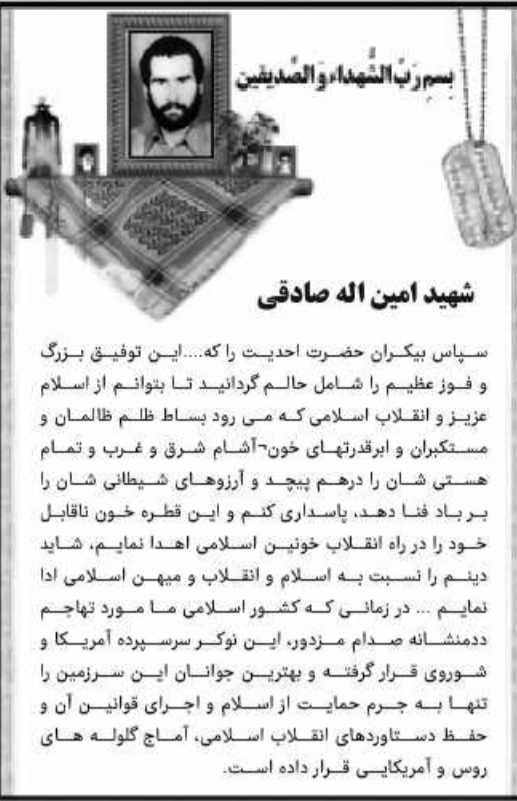 بِسمِ رَبِّ الشُّهداءِ وَ الصِّدیقین
شهید امین اله صادقی
سپاس بیکران حضرت احدیت را که....این توفیق بزرگ
و فوز عظیم را شامل حالم گردانید تا بتوانم از اسلام
عزیز و انقلاب اسلامی که می رود بساط ظلم ظالمان و
مستکبران و ابرقدرتهای خون¬آشام شرق و غرب و تمام
هستی شان را درهم پیچد و آرزوهای شیطانی شان را
بر باد فنا دهد، پاسداری کنم و این قطره خون ناقابل
خود را در راه انقلاب خونین اسلامی اهدا نمایم، شاید
دینم را نسبت به اسلام و انقلاب و میهن اسلامی ادا
نمایم ... در زمانی که کشور اسلامی ما مورد تهاجم
ددمنشانه صدام مزدور، این نوکر سرسپرده آمریکا و
شوروی قرار گرفته و بهترین جوانان این سرزمین را
تنها به جرم حمایت از اسلام و اجرای قوانین آن و
حفظ دستاوردهای انقلاب اسلامی، آماج گلوله های
روس و آمریکایی قرار داده است.